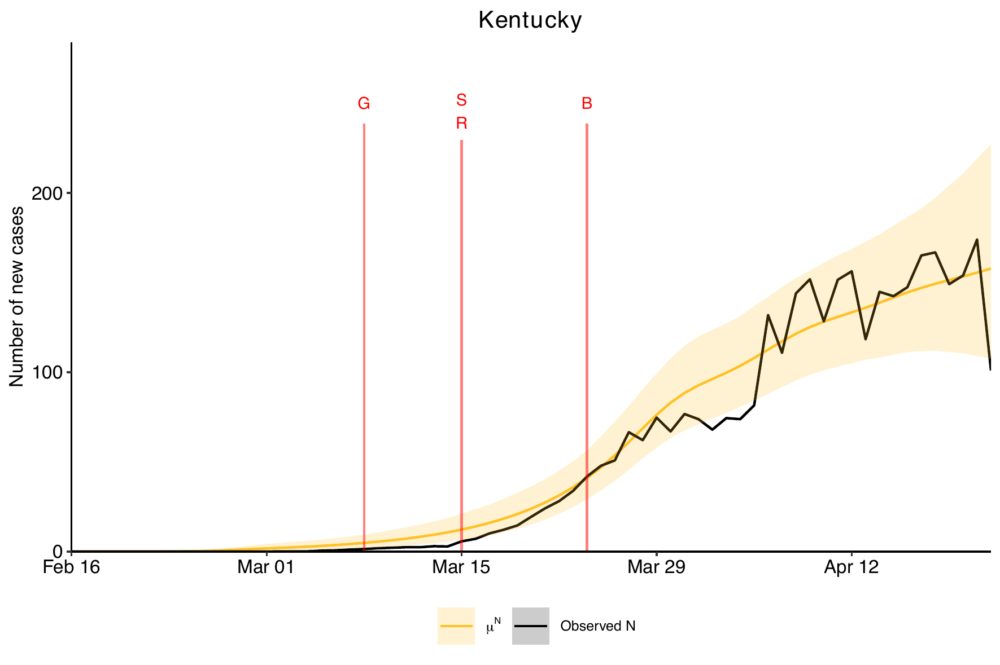 Kentucky
G
S
R
B
Number of new cases
200
100
0
Feb 16
Mar 01
Mar 15
Mar 29
Apr 12
μN
Observed N